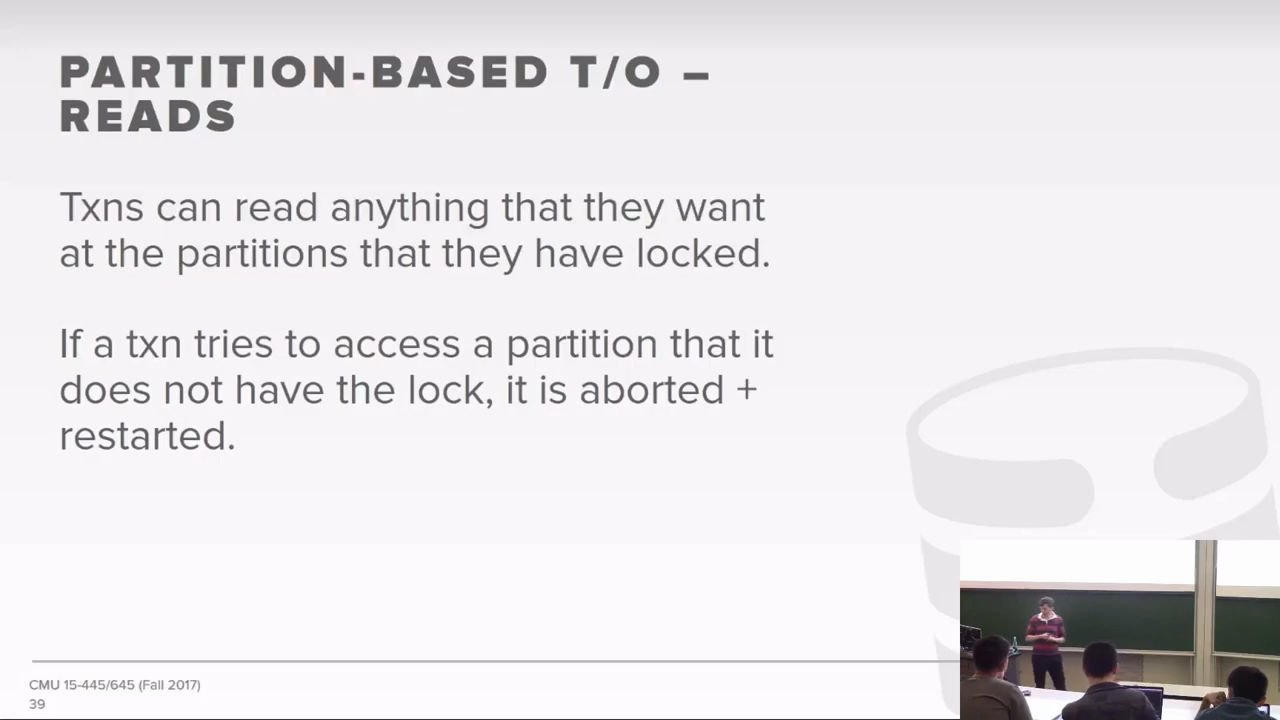 PARTITION-BASED T/O –
READS
Txns can read anything that they want
at the partitions that they have locked.
If a txn tries to access a partition that it
does not have the lock, it is aborted +
restarted.
CMU 15-445/645 (Fall 2017)
39